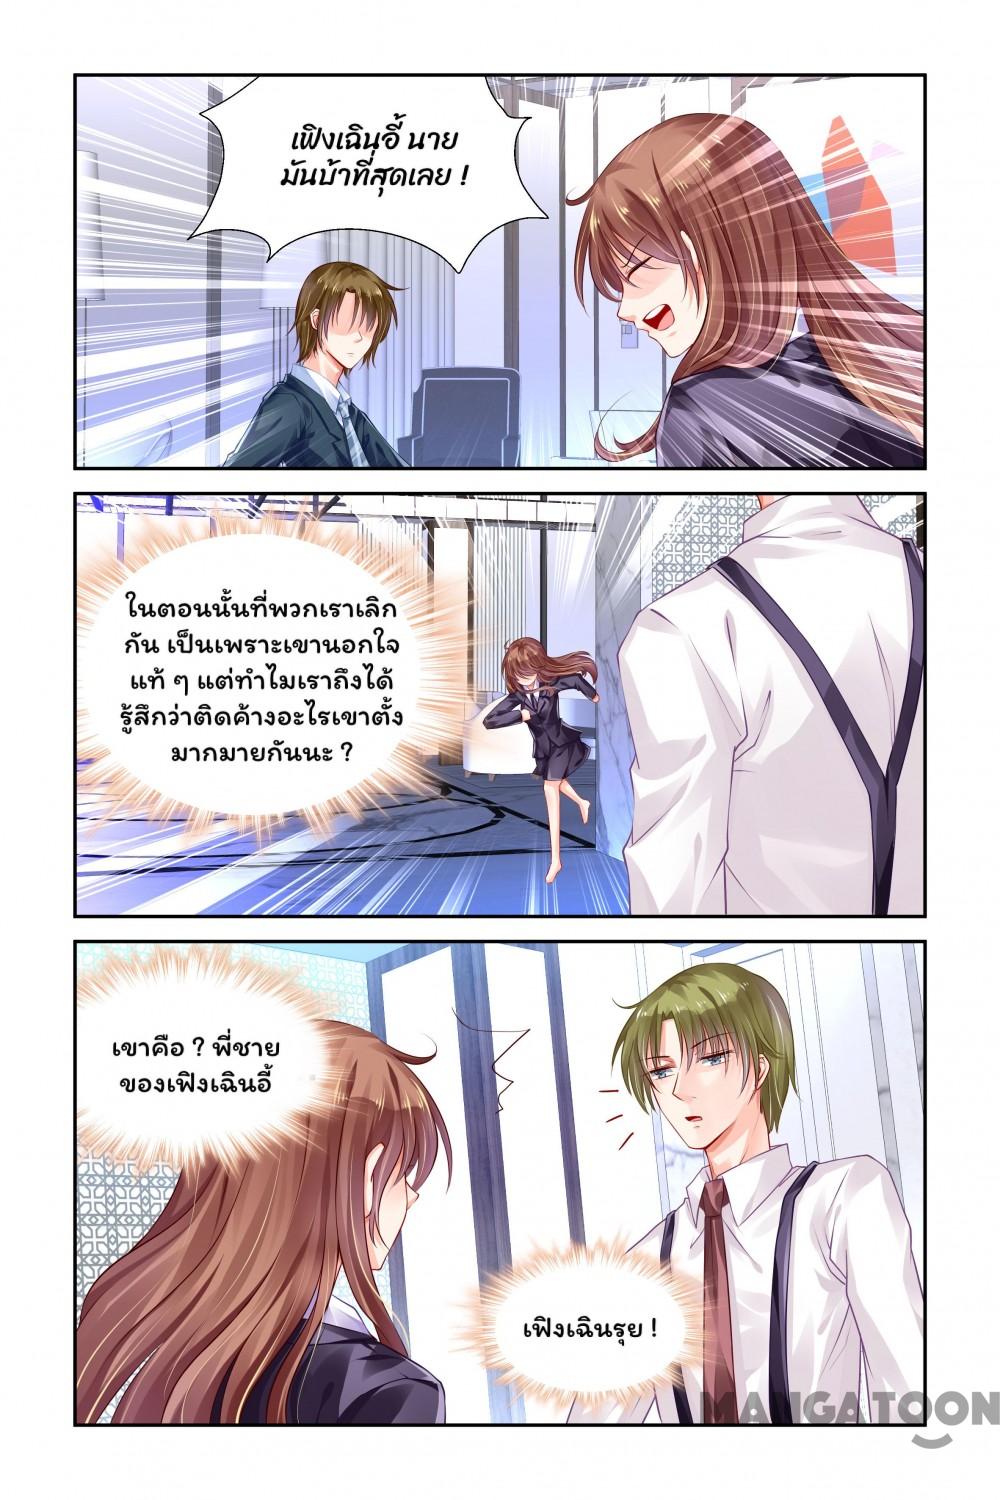 เฟิงเฉินอี้ นาย
มันบ้าที่สุดเลย !
ในตอนนั้นที่พวกเราเลิก
กัน เป็นเพราะเขานอกใจ
แท้ ๆ แต่ทำไมเราถึงได้
รู้สึกว่าติดค้างอะไรเขาตั้ง
มากมายกันนะ ?
เขาคือ ? พี่ชาย
ของเฟิงเฉินอี้
เฟิงเฉินรุย !
MANGATOON